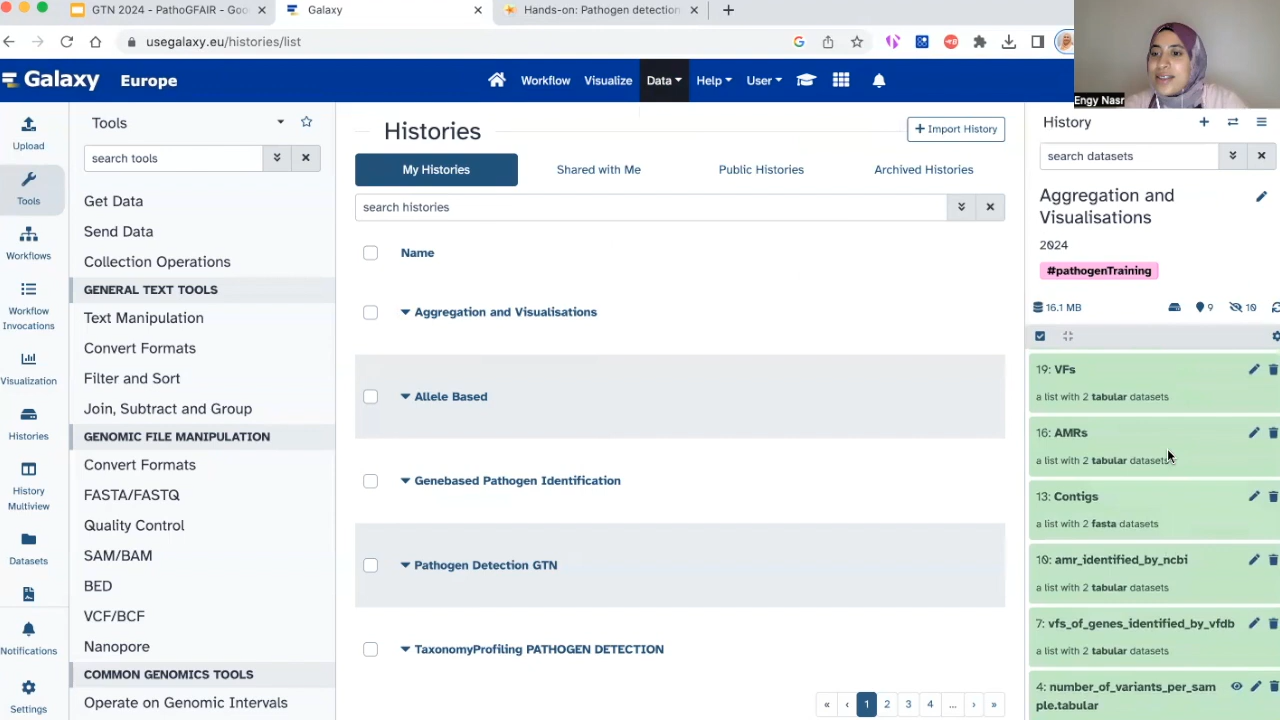 GTN 2024 - PathoGFAIR - Goo
Galaxy
Hands-on: Pathogen detection
usegalaxy.eu/histories/list
Engy Nasr
Galaxy Europe
Workflow Visualize Data Help User
Upload
Tools
Workflows
Workflow
Invocations
Visualization
Histories
History
Multiview
Datasets
Notifications
Settings
Tools
search tools
Get Data
Send Data
Collection Operations
GENERAL TEXT TOOLS
Text Manipulation
Convert Formats
Filter and Sort
Join, Subtract and Group
GENOMIC FILE MANIPULATION
Convert Formats
FASTA/FASTQ
Quality Control
SAM/BAM
BED
VCF/BCF
Nanopore
COMMON GENOMICS TOOLS
Operate on Genomic Intervals
Histories
+ Import History
My Histories Shared with Me Public Histories Archived Histories
search histories
Name
Aggregation and Visualisations
Allele Based
Genebased Pathogen Identification
Pathogen Detection GTN
TaxonomyProfiling PATHOGEN DETECTION
« ‹ 1 2 3 4 ... › »
History
search datasets
Aggregation and
Visualisations
2024
#pathogenTraining
16.1 MB 9 10
19: VFs
a list with 2 tabular datasets
16: AMRs
a list with 2 tabular datasets
13: Contigs
a list with 2 fasta datasets
10: amr_identified_by_ncbi
a list with 2 tabular datasets
7: vfs_of_genes_identified_by_vfdb
a list with 2 tabular datasets
4: number_of_variants_per_sam
ple.tabular